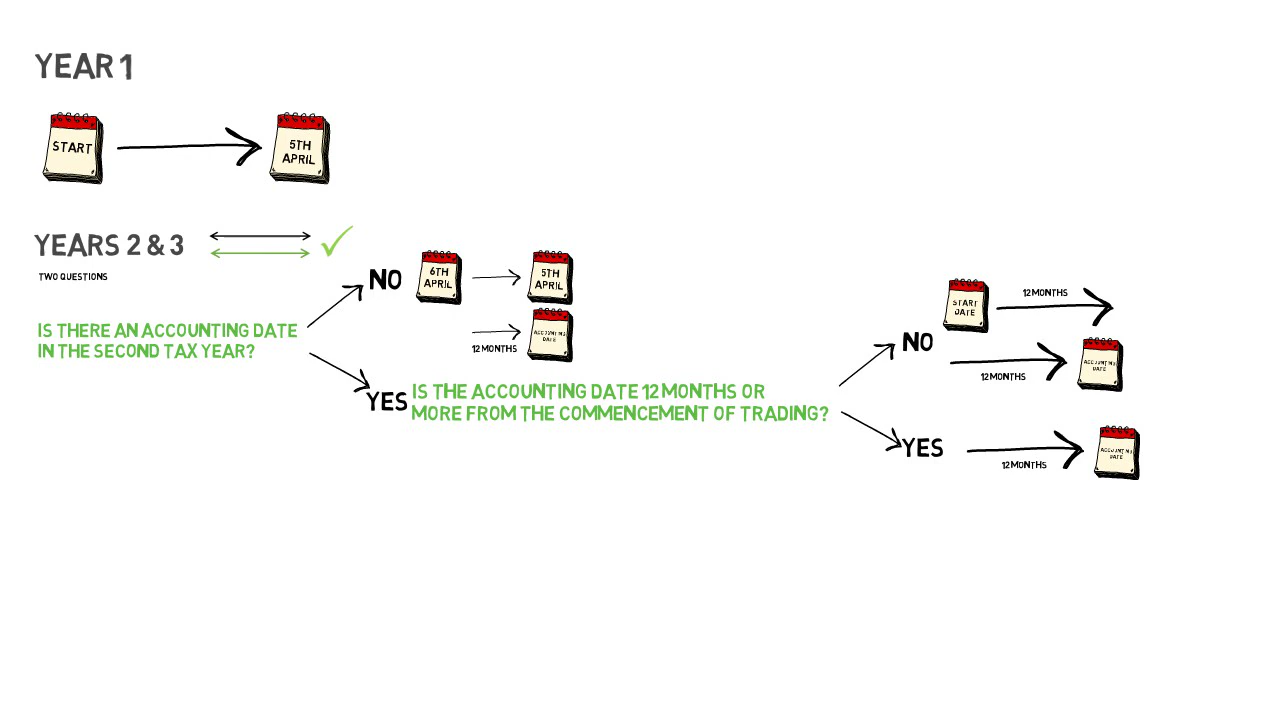 YEAR 1
START
5TH
APRIL
YEARS 2 & 3
TWO QUESTIONS
IS THERE AN ACCOUNTING DATE
IN THE SECOND TAX YEAR?
NO
6TH
APRIL
5TH
APRIL
12 MONTHS
ACCOUNTING
DATE
YES
IS THE ACCOUNTING DATE 12 MONTHS OR
MORE FROM THE COMMENCEMENT OF TRADING?
NO
START
DATE
12 MONTHS
12 MONTHS
ACCOUNTING
DATE
YES
12 MONTHS
ACCOUNTING
DATE